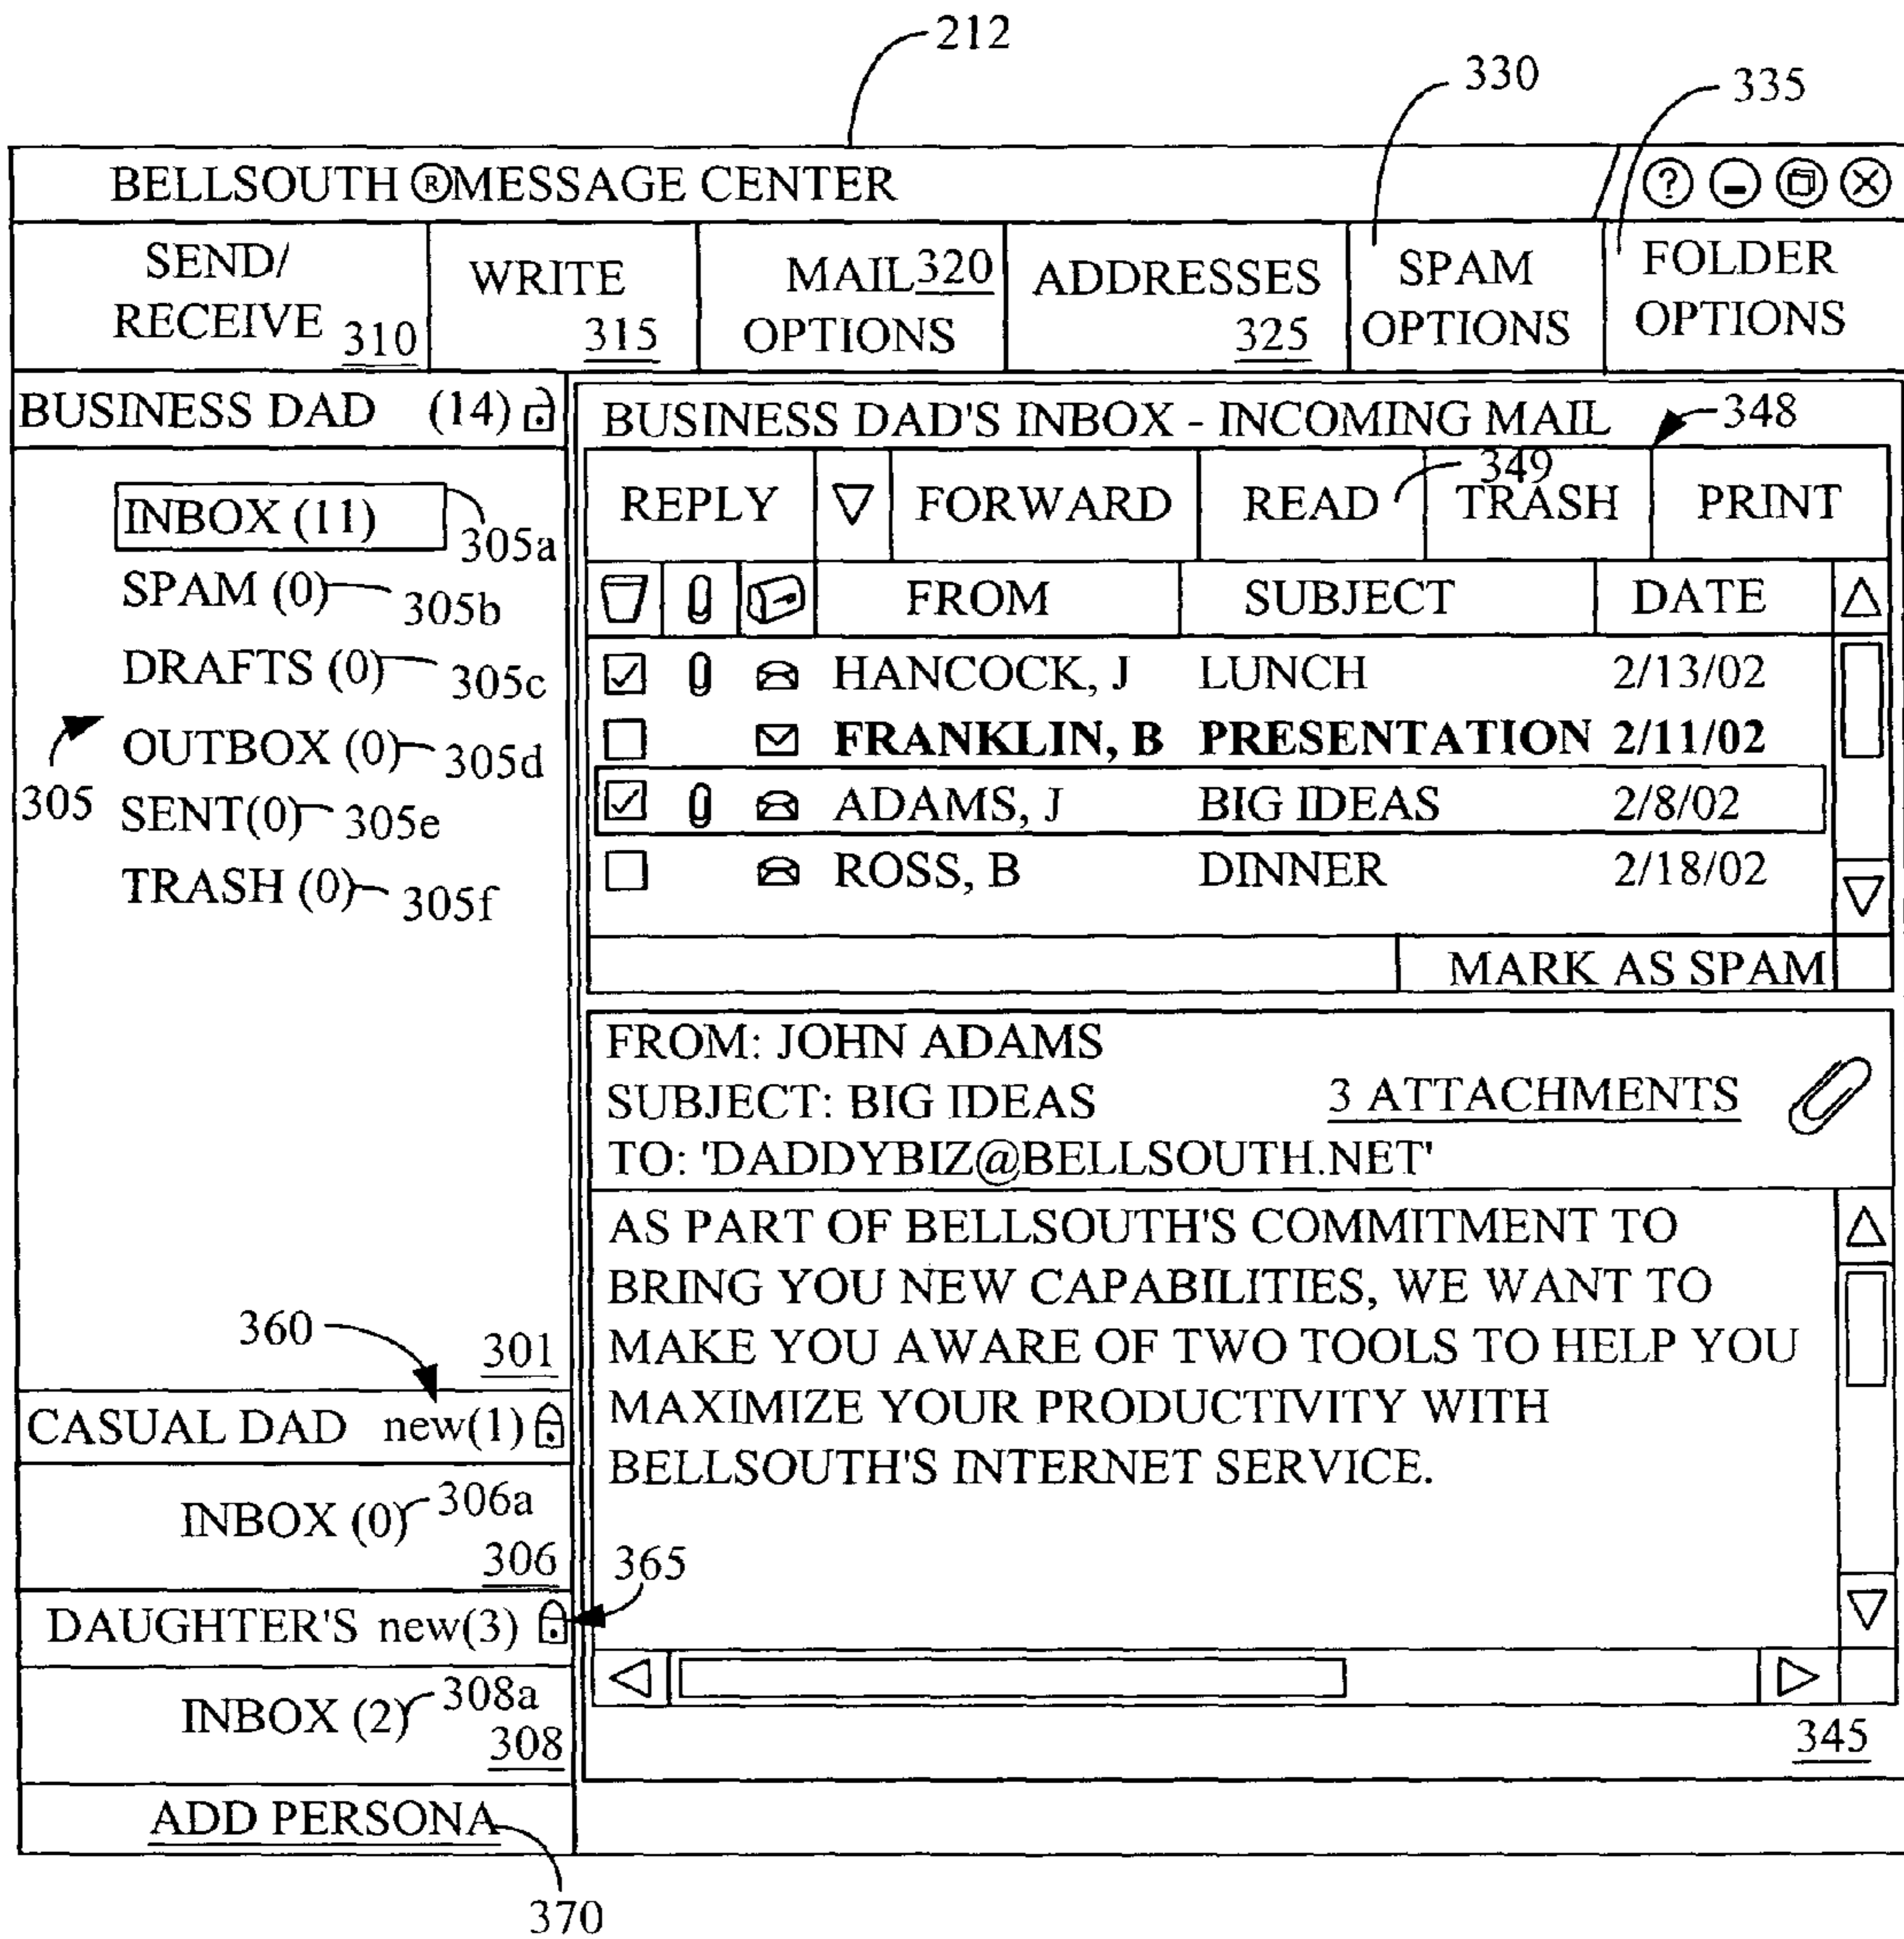 212
330
335
BELLSOUTH ®MESSAGE CENTER
?
SEND/
RECEIVE 310
WRITE
315
MAIL 320
OPTIONS
ADDRESSES
325
SPAM
OPTIONS
FOLDER
OPTIONS
BUSINESS DAD (14)
INBOX (11)
305a
SPAM (0) 305b
DRAFTS (0) 305c
305
OUTBOX (0) 305d
SENT(0) 305e
TRASH (0) 305f
301
360
CASUAL DAD new(1)
INBOX (0) 306a
306
DAUGHTER'S new(3)
365
INBOX (2) 308a
308
ADD PERSONA
370
BUSINESS DAD'S INBOX - INCOMING MAIL
348
REPLY FORWARD READ 349 TRASH PRINT
FROM SUBJECT DATE
HANCOCK, J LUNCH 2/13/02
FRANKLIN, B PRESENTATION 2/11/02
ADAMS, J BIG IDEAS 2/8/02
ROSS, B DINNER 2/18/02
MARK AS SPAM
FROM: JOHN ADAMS
SUBJECT: BIG IDEAS 3 ATTACHMENTS
TO: 'DADDYBIZ@BELLSOUTH.NET'
AS PART OF BELLSOUTH'S COMMITMENT TO
BRING YOU NEW CAPABILITIES, WE WANT TO
MAKE YOU AWARE OF TWO TOOLS TO HELP YOU
MAXIMIZE YOUR PRODUCTIVITY WITH
BELLSOUTH'S INTERNET SERVICE.
345